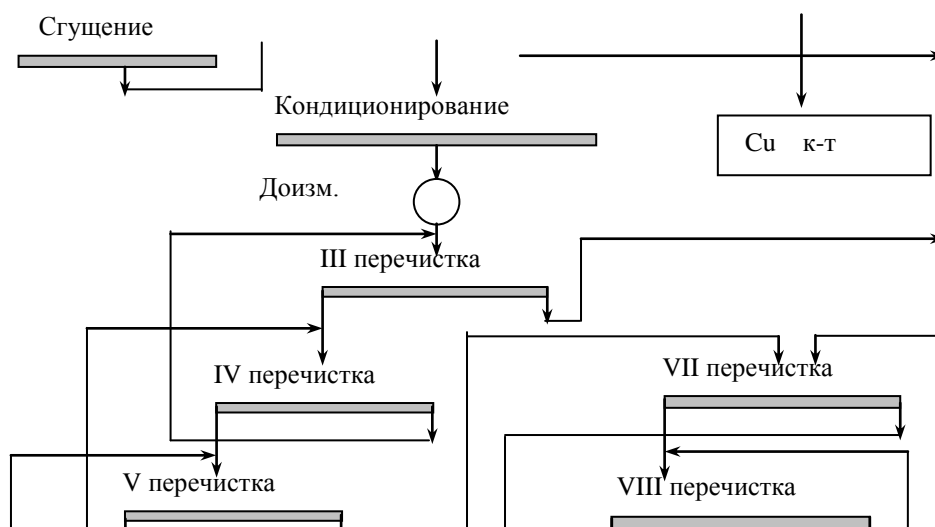 Сгущение
Кондиционирование
Cu к-т
Доизм.
III перечистка
IV перечистка
VII перечистка
V перечистка
VIII перечистка